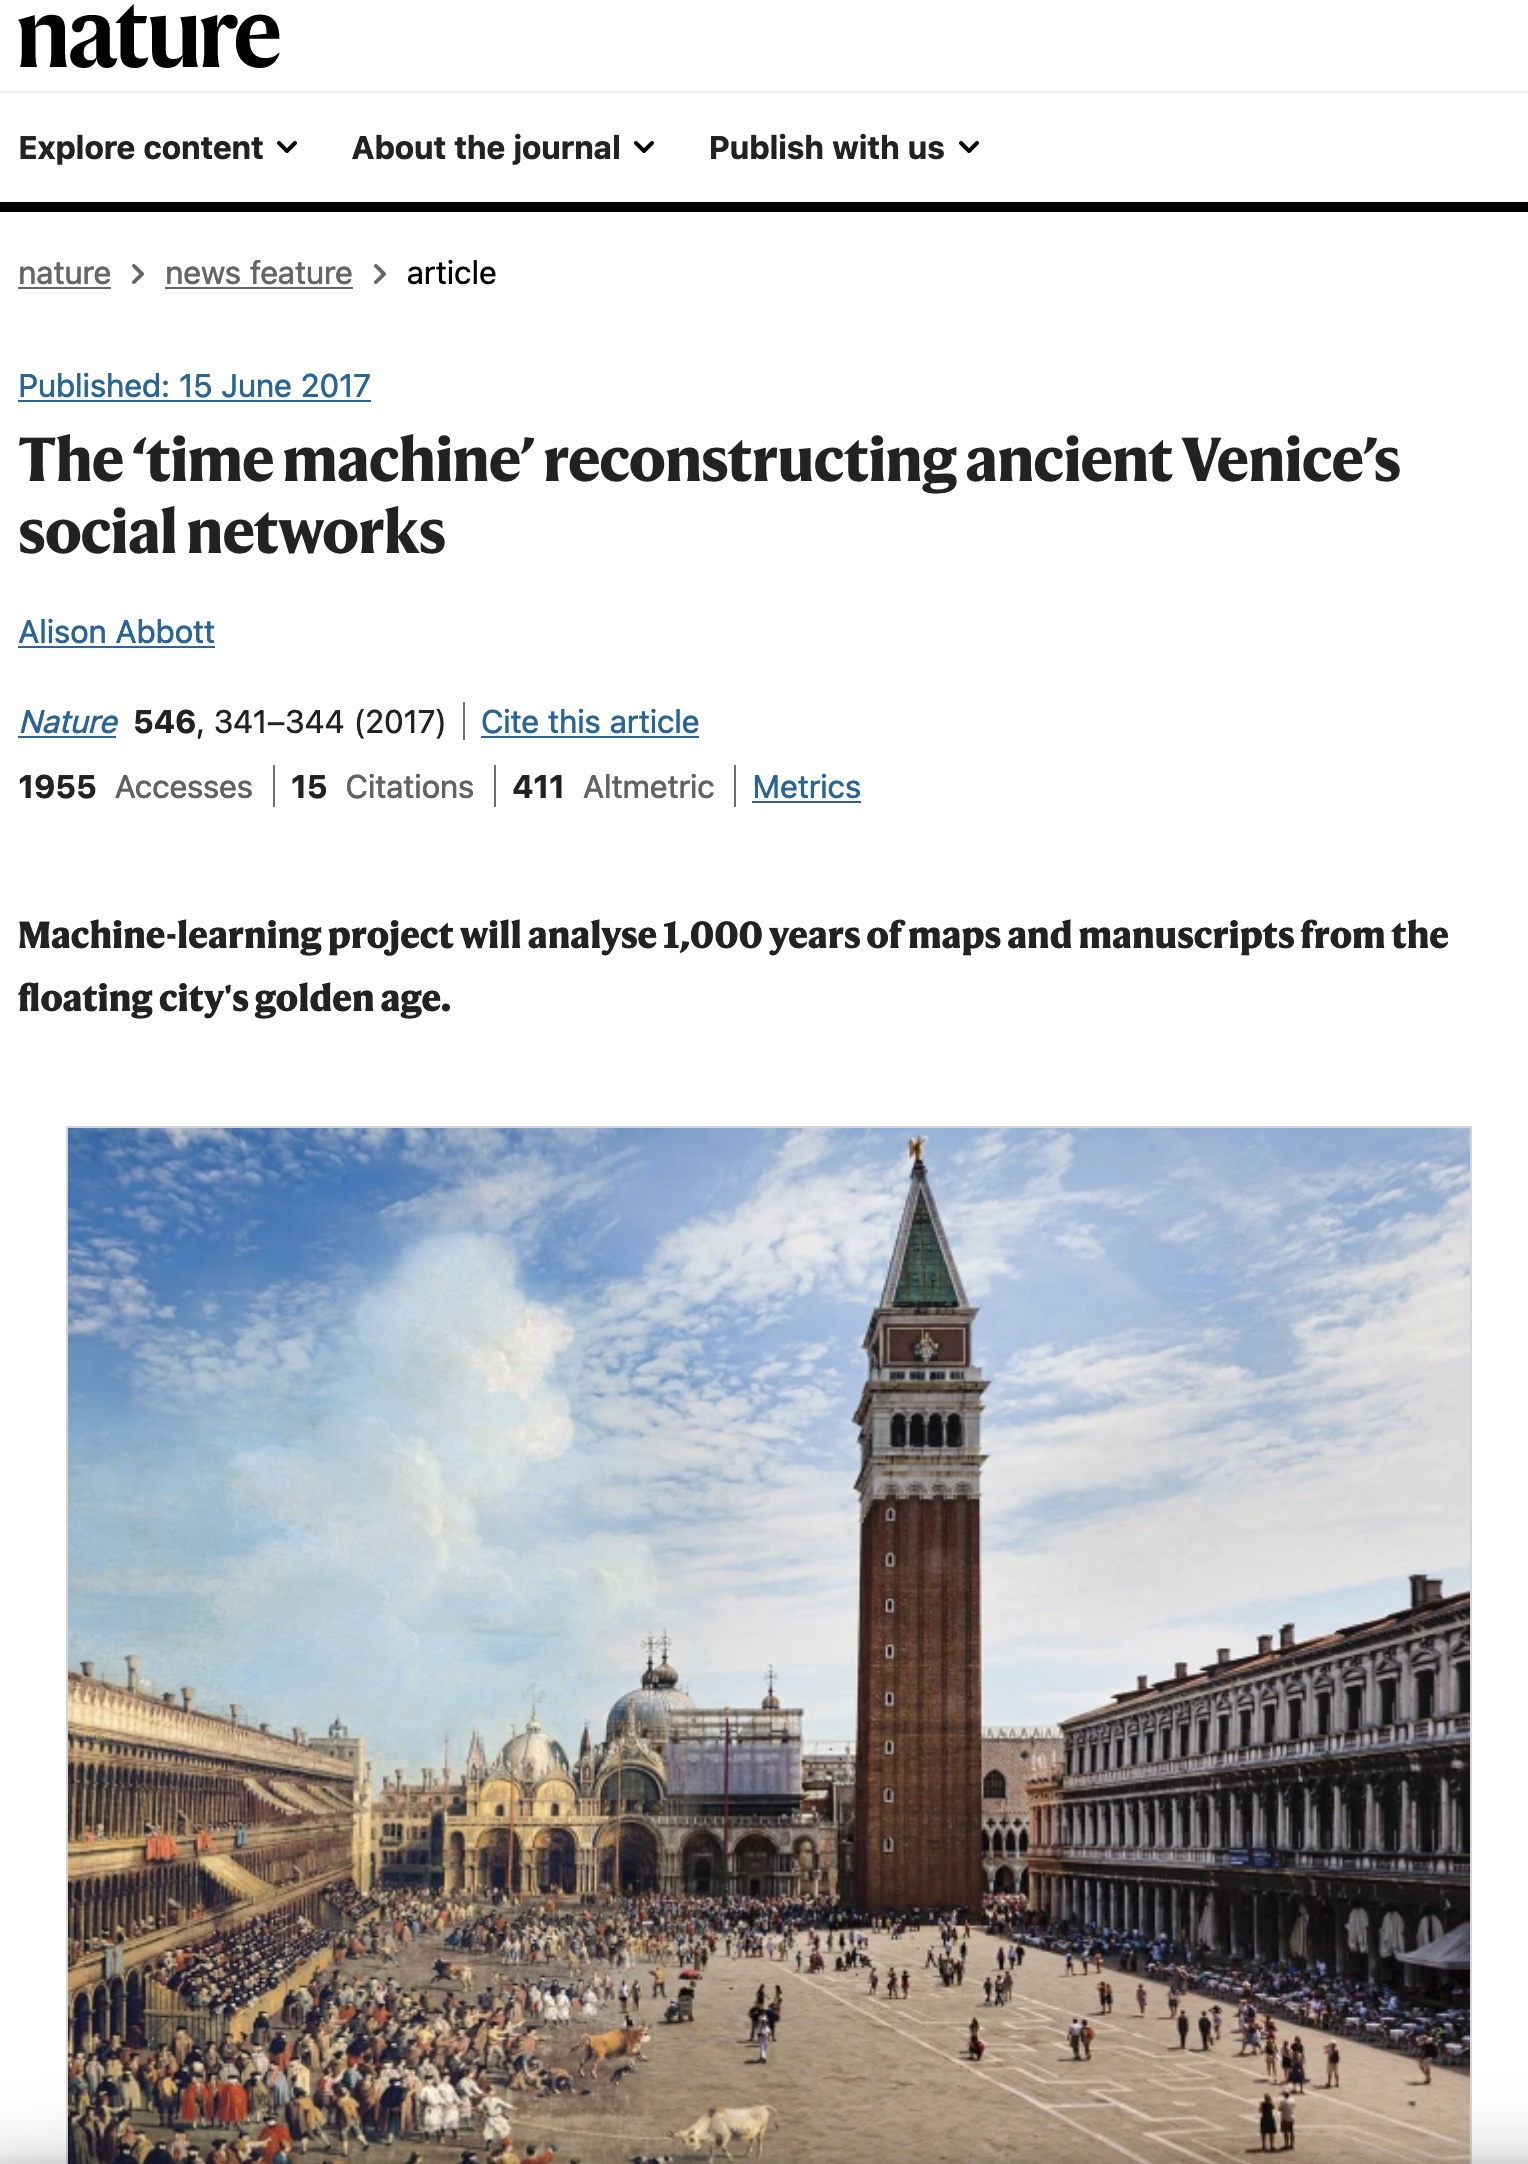 nature
Explore content About the journal Publish with us
nature > news feature > article
Published: 15 June 2017
The ‘time machine’ reconstructing ancient Venice’s
social networks
Alison Abbott
Nature 546, 341–344 (2017) | Cite this article
1955 Accesses | 15 Citations | 411 Altmetric | Metrics
Machine-learning project will analyse 1,000 years of maps and manuscripts from the
floating city's golden age.